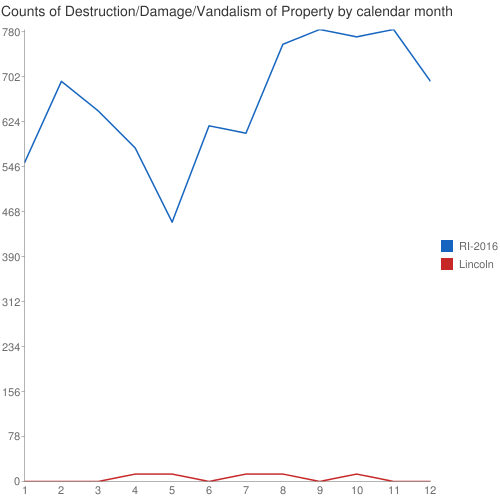 Counts of Destruction/Damage/Vandalism of Property by calendar month
780
702
624
546
468
390
312
234
156
78
0
1 2 3 4 5 6 7 8 9 10 11 12
RI-2016
Lincoln